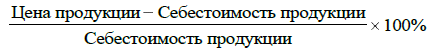 Цена продукции – Себестоимость продукции
Себестоимость продукции
× 100%